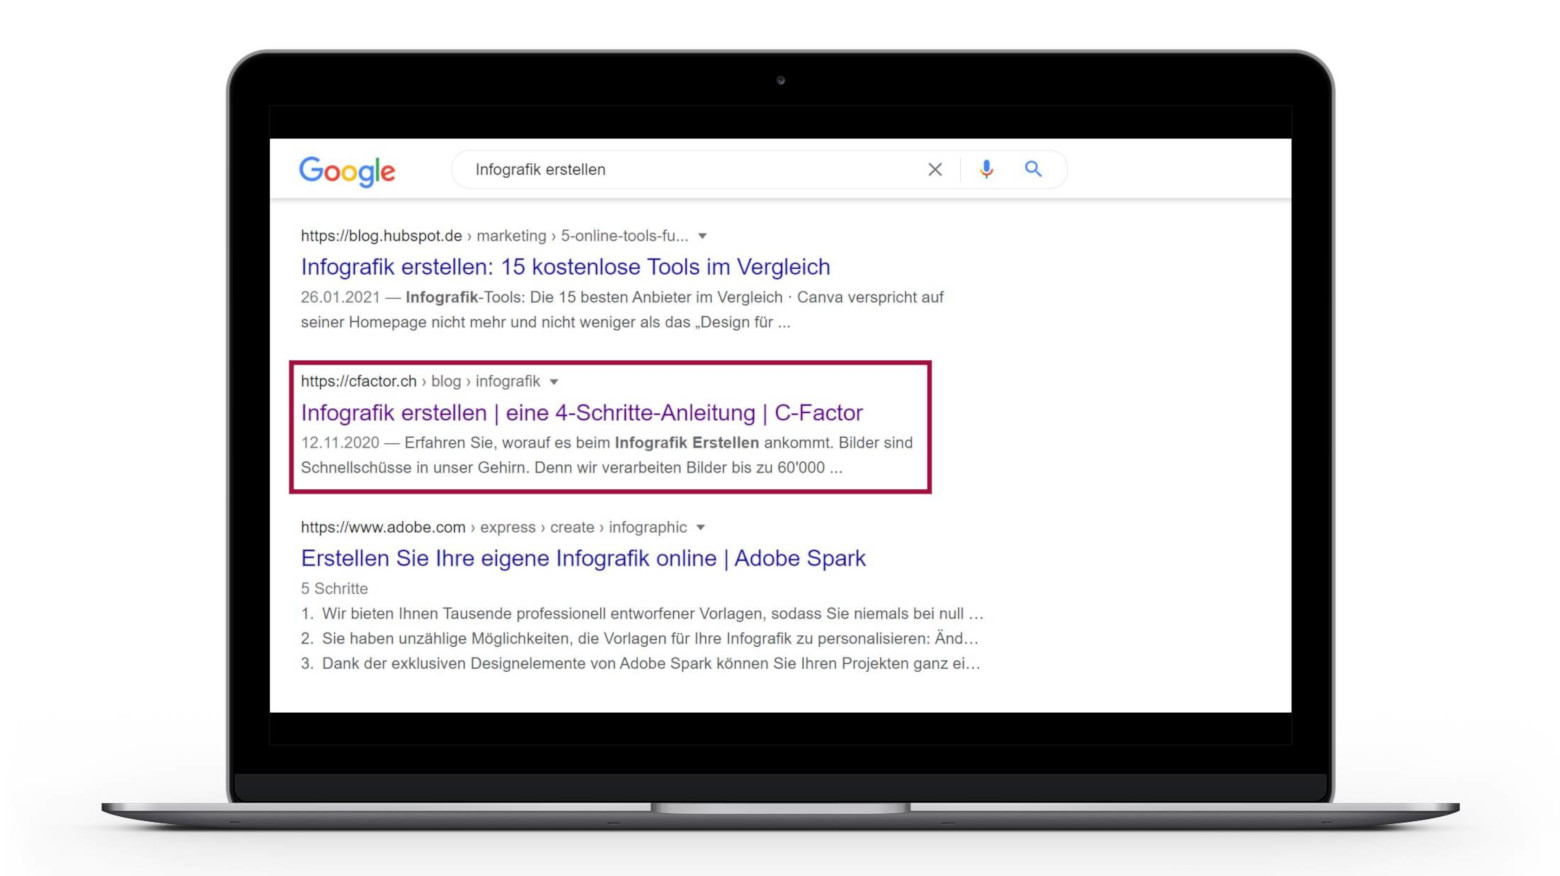 Google
Infografik erstellen
https://blog.hubspot.de › marketing › 5-online-tools-fu...
Infografik erstellen: 15 kostenlose Tools im Vergleich
26.01.2021 — Infografik-Tools: Die 15 besten Anbieter im Vergleich · Canva verspricht auf
seiner Homepage nicht mehr und nicht weniger als das „Design für ...
https://cfactor.ch › blog › infografik
Infografik erstellen | eine 4-Schritte-Anleitung | C-Factor
12.11.2020 — Erfahren Sie, worauf es beim Infografik Erstellen ankommt. Bilder sind
Schnellschüsse in unser Gehirn. Denn wir verarbeiten Bilder bis zu 60'000 ...
https://www.adobe.com › express › create › infographic
Erstellen Sie Ihre eigene Infografik online | Adobe Spark
5 Schritte
1. Wir bieten Ihnen Tausende professionell entworfener Vorlagen, sodass Sie niemals bei null ...
2. Sie haben unzählige Möglichkeiten, die Vorlagen für Ihre Infografik zu personalisieren: Änd...
3. Dank der exklusiven Designelemente von Adobe Spark können Sie Ihren Projekten ganz ei...